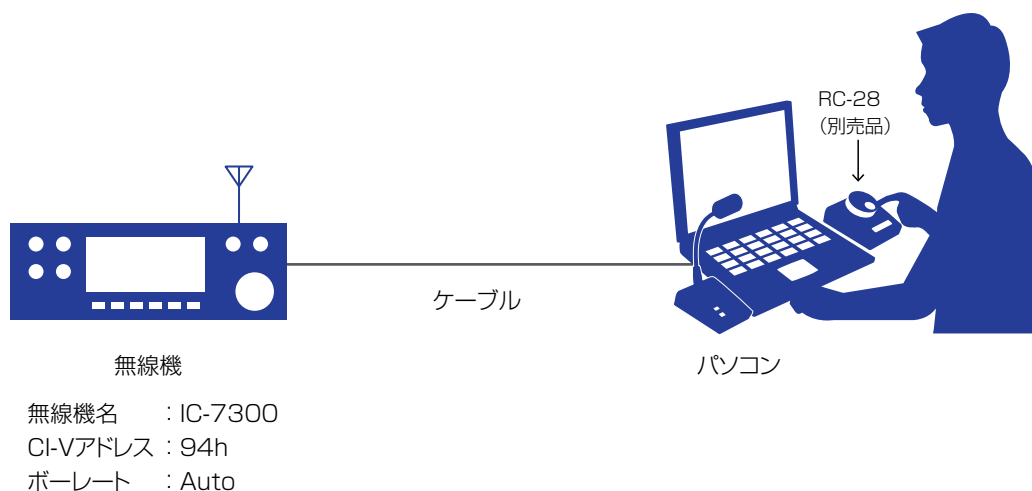 RC-28
（別売品）
ケーブル
無線機
パソコン
無線機名　：IC-7300
CI-Vアドレス：94h
ボーレート　：Auto